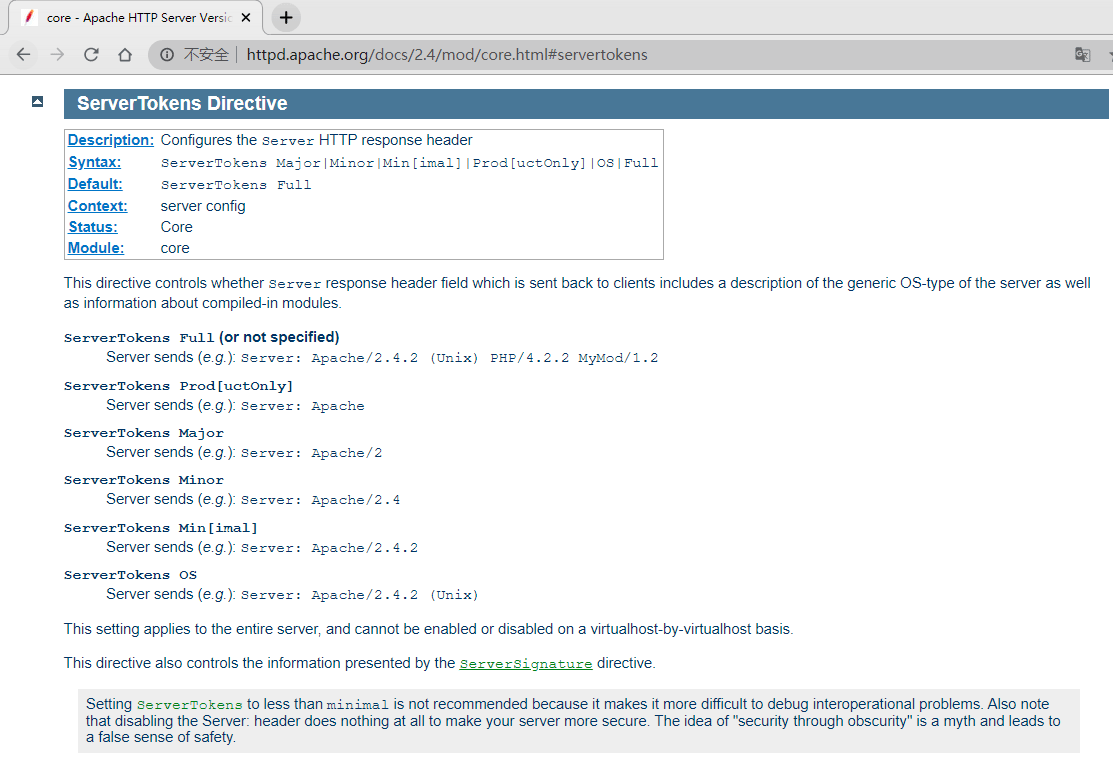 core - Apache HTTP Server Versic
不安全 | httpd.apache.org/docs/2.4/mod/core.html#servertokens
ServerTokens Directive
Description: Configures the Server HTTP response header
Syntax: ServerTokens Major|Minor|Min[imal]|Prod[uctOnly]|OS|Full
Default: ServerTokens Full
Context: server config
Status: Core
Module: core
This directive controls whether Server response header field which is sent back to clients includes a description of the generic OS-type of the server as well
as information about compiled-in modules.
ServerTokens Full (or not specified)
Server sends (e.g.): Server: Apache/2.4.2 (Unix) PHP/4.2.2 MyMod/1.2
ServerTokens Prod[uctOnly]
Server sends (e.g.): Server: Apache
ServerTokens Major
Server sends (e.g.): Server: Apache/2
ServerTokens Minor
Server sends (e.g.): Server: Apache/2.4
ServerTokens Min[imal]
Server sends (e.g.): Server: Apache/2.4.2
ServerTokens OS
Server sends (e.g.): Server: Apache/2.4.2 (Unix)
This setting applies to the entire server, and cannot be enabled or disabled on a virtualhost-by-virtualhost basis.
This directive also controls the information presented by the ServerSignature directive.
Setting ServerTokens to less than minimal is not recommended because it makes it more difficult to debug interoperational problems. Also note
that disabling the Server: header does nothing at all to make your server more secure. The idea of "security through obscurity" is a myth and leads to
a false sense of safety.